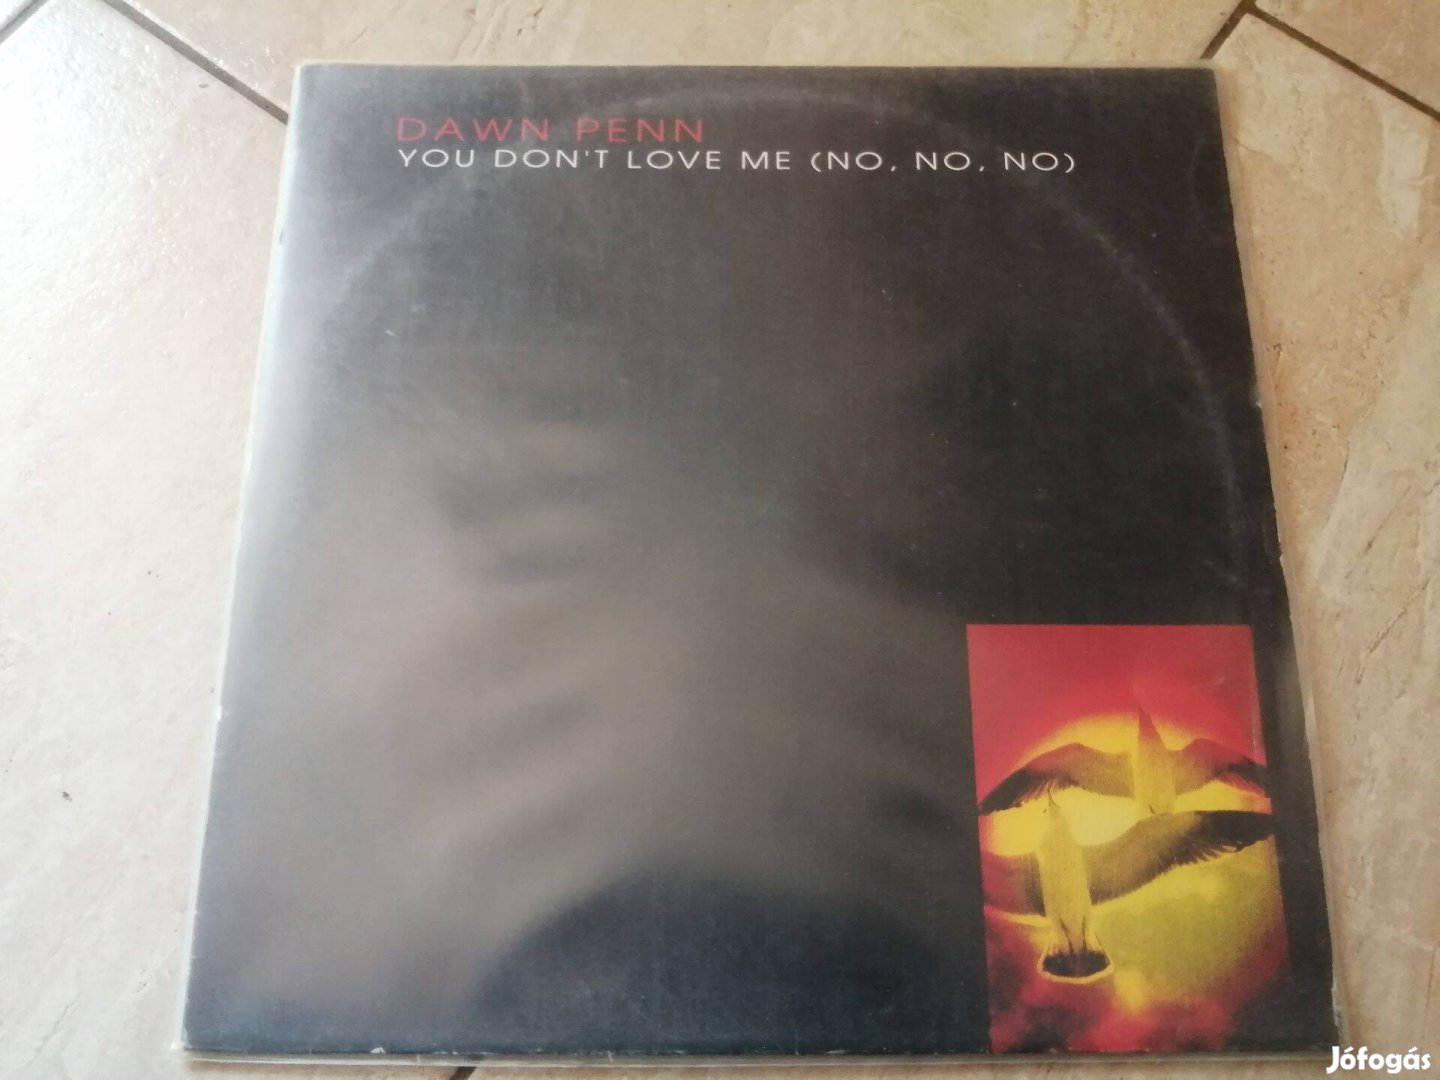 DAWN PENN
YOU DON'T LOVE ME (NO, NO, NO)
Jófogás